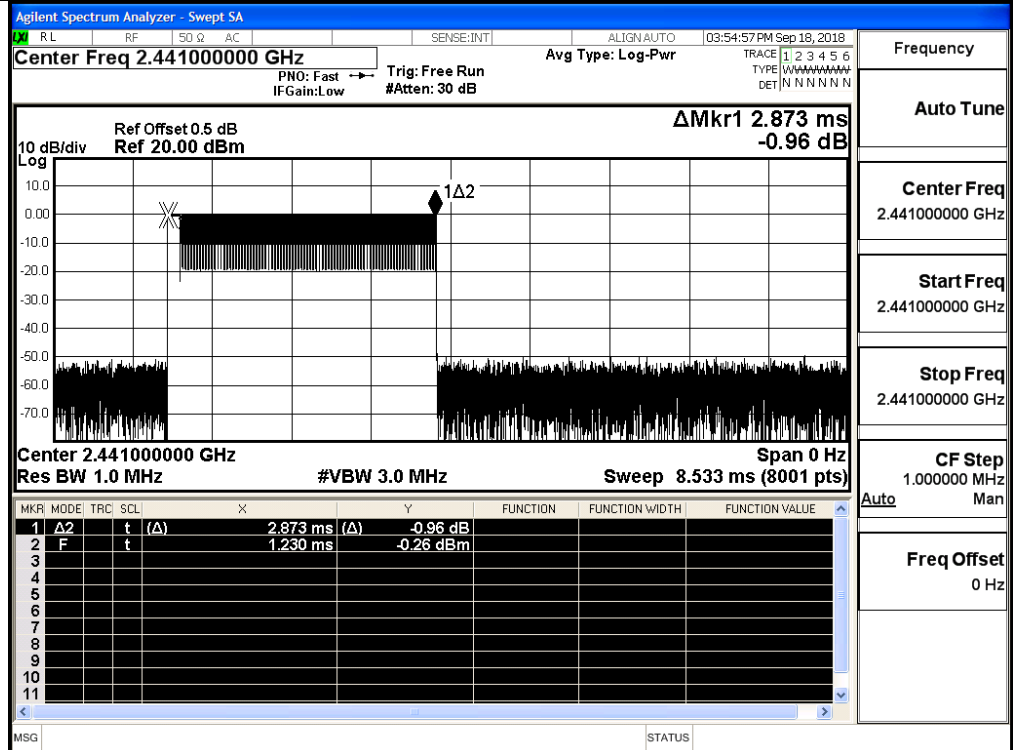 Agilent Spectrum Analyzer - Swept SA
LXI RL RF 50 Ω AC SENSE:INT ALIGN AUTO 03:54:57 PM Sep 18, 2018
Center Freq 2.441000000 GHz
PNO: Fast
IFGain:Low
Trig: Free Run
#Atten: 30 dB
Avg Type: Log-Pwr
TRACE 1 2 3 4 5 6
TYPE WWWWWW
DET N N N N N N
ΔMkr1 2.873 ms
-0.96 dB
Ref Offset 0.5 dB
10 dB/div Ref 20.00 dBm
Log
10.0
0.00
-10.0
-20.0
-30.0
-40.0
-50.0
-60.0
-70.0
1Δ2
Center 2.441000000 GHz Span 0 Hz
Res BW 1.0 MHz #VBW 3.0 MHz Sweep 8.533 ms (8001 pts)
MKR MODE TRC SCL X Y FUNCTION FUNCTION WIDTH FUNCTION VALUE
1 Δ2 t (Δ) 2.873 ms (Δ) -0.96 dB
2 F t 1.230 ms -0.26 dBm
3
4
5
6
7
8
9
10
11
MSG STATUS
Frequency
Auto Tune
Center Freq
2.441000000 GHz
Start Freq
2.441000000 GHz
Stop Freq
2.441000000 GHz
CF Step
1.000000 MHz
Auto Man
Freq Offset
0 Hz